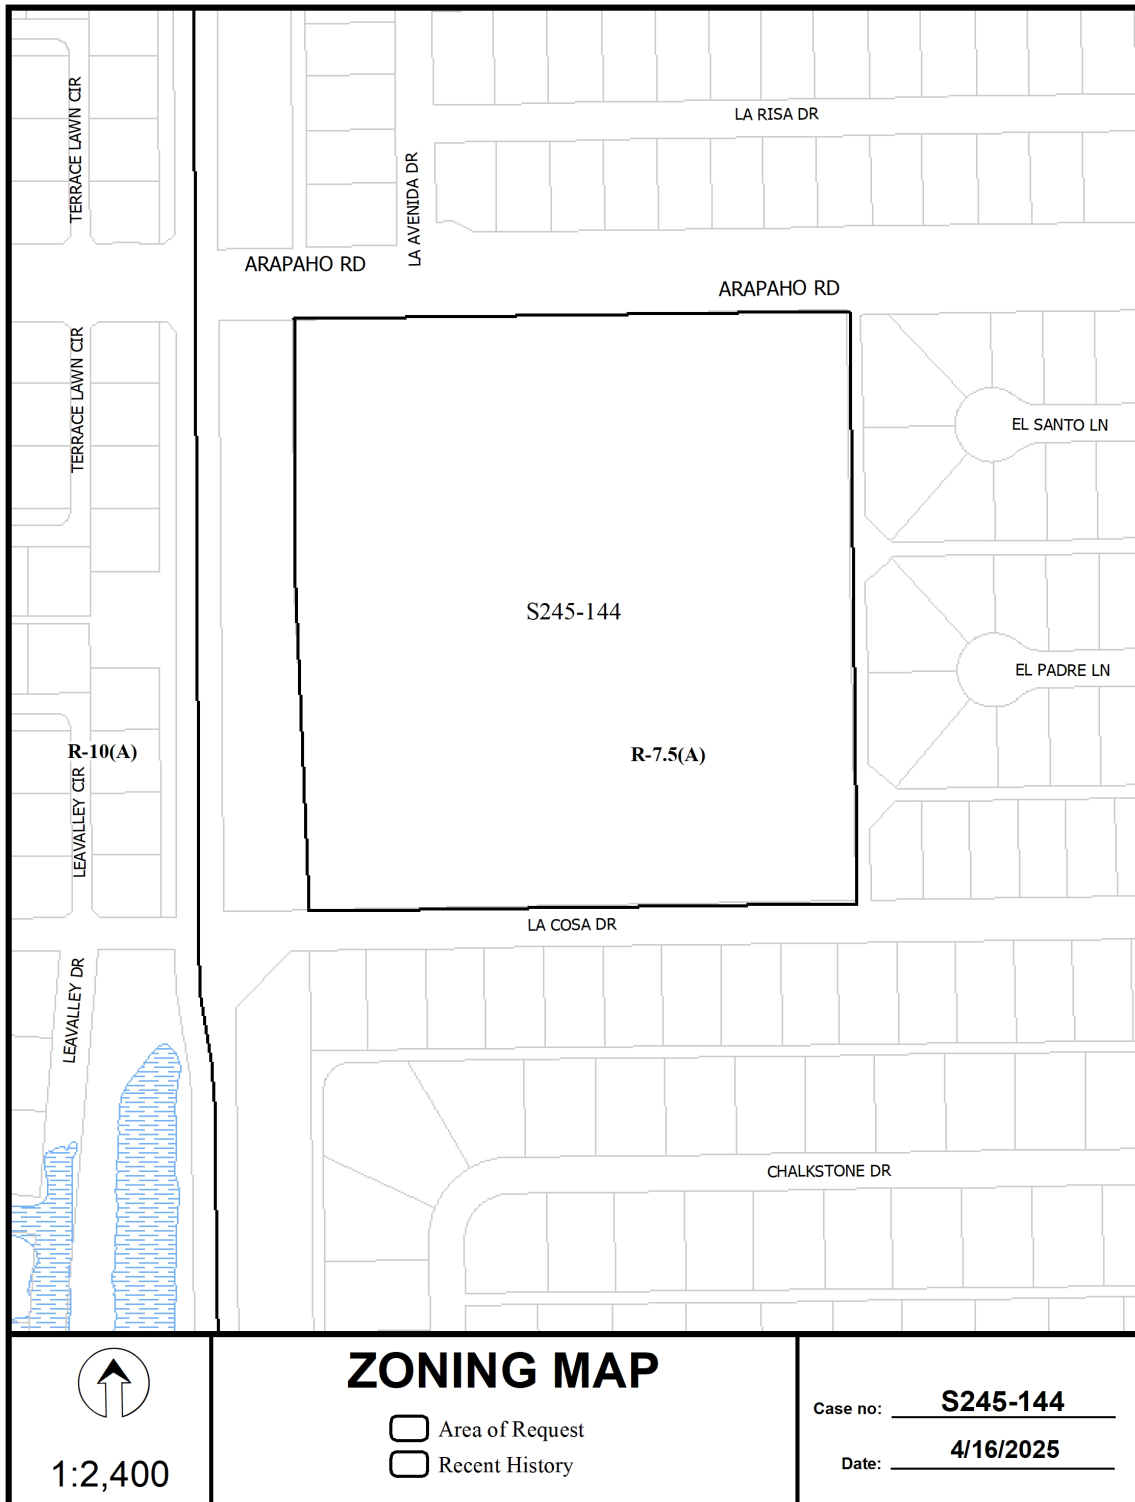 TERRACE LAWN CIR
LA RISA DR
LA AVENIDA DR
ARAPAHO RD
ARAPAHO RD
TERRACE LAWN CIR
EL SANTO LN
S245-144
EL PADRE LN
R-10(A)
R-7.5(A)
LEAVALLEY CIR
LA COSA DR
LEAVALLEY DR
CHALKSTONE DR
1:2,400
ZONING MAP
Area of Request
Recent History
Case no: S245-144
Date: 4/16/2025